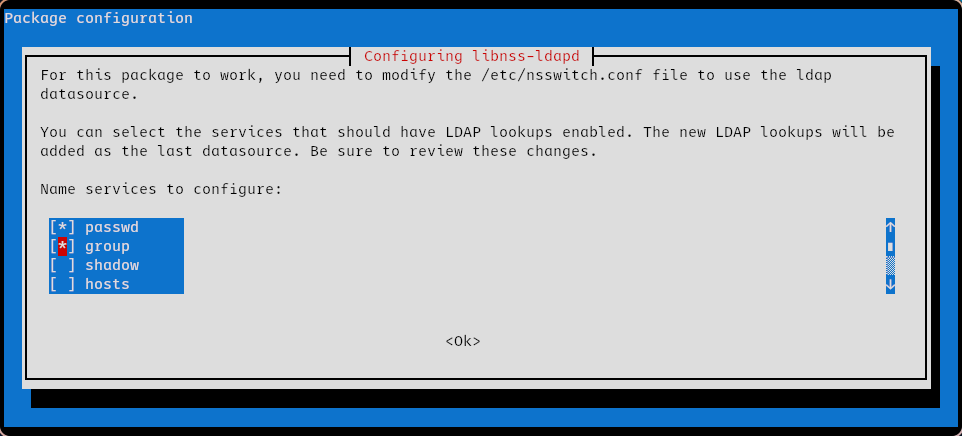 Package configuration
Configuring libnss-ldapd
For this package to work, you need to modify the /etc/nsswitch.conf file to use the ldap
datasource.
You can select the services that should have LDAP lookups enabled. The new LDAP lookups will be
added as the last datasource. Be sure to review these changes.
Name services to configure:
[*] passwd
[*] group
[ ] shadow
[ ] hosts
<Ok>